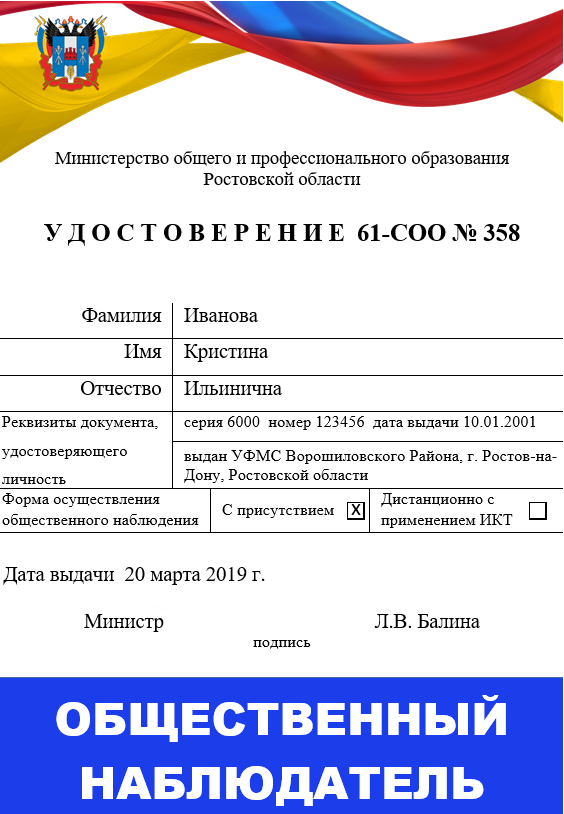 Министерство общего и профессионального образования
Ростовской области
У Д О С Т О В Е Р Е Н И Е 61-СОО № 358
Фамилия Иванова
Имя Кристина
Отчество Ильинична
Реквизиты документа,
удостоверяющего
личность
серия 6000 номер 123456 дата выдачи 10.01.2001
выдан УФМС Ворошиловского Района, г. Ростов-на-
Дону, Ростовской области
Форма осуществления
общественного наблюдения
С присутствием X
Дистанционно с
применением ИКТ
Дата выдачи 20 марта 2019 г.
Министр Л.В. Балина
подпись
ОБЩЕСТВЕННЫЙ
НАБЛЮДАТЕЛЬ